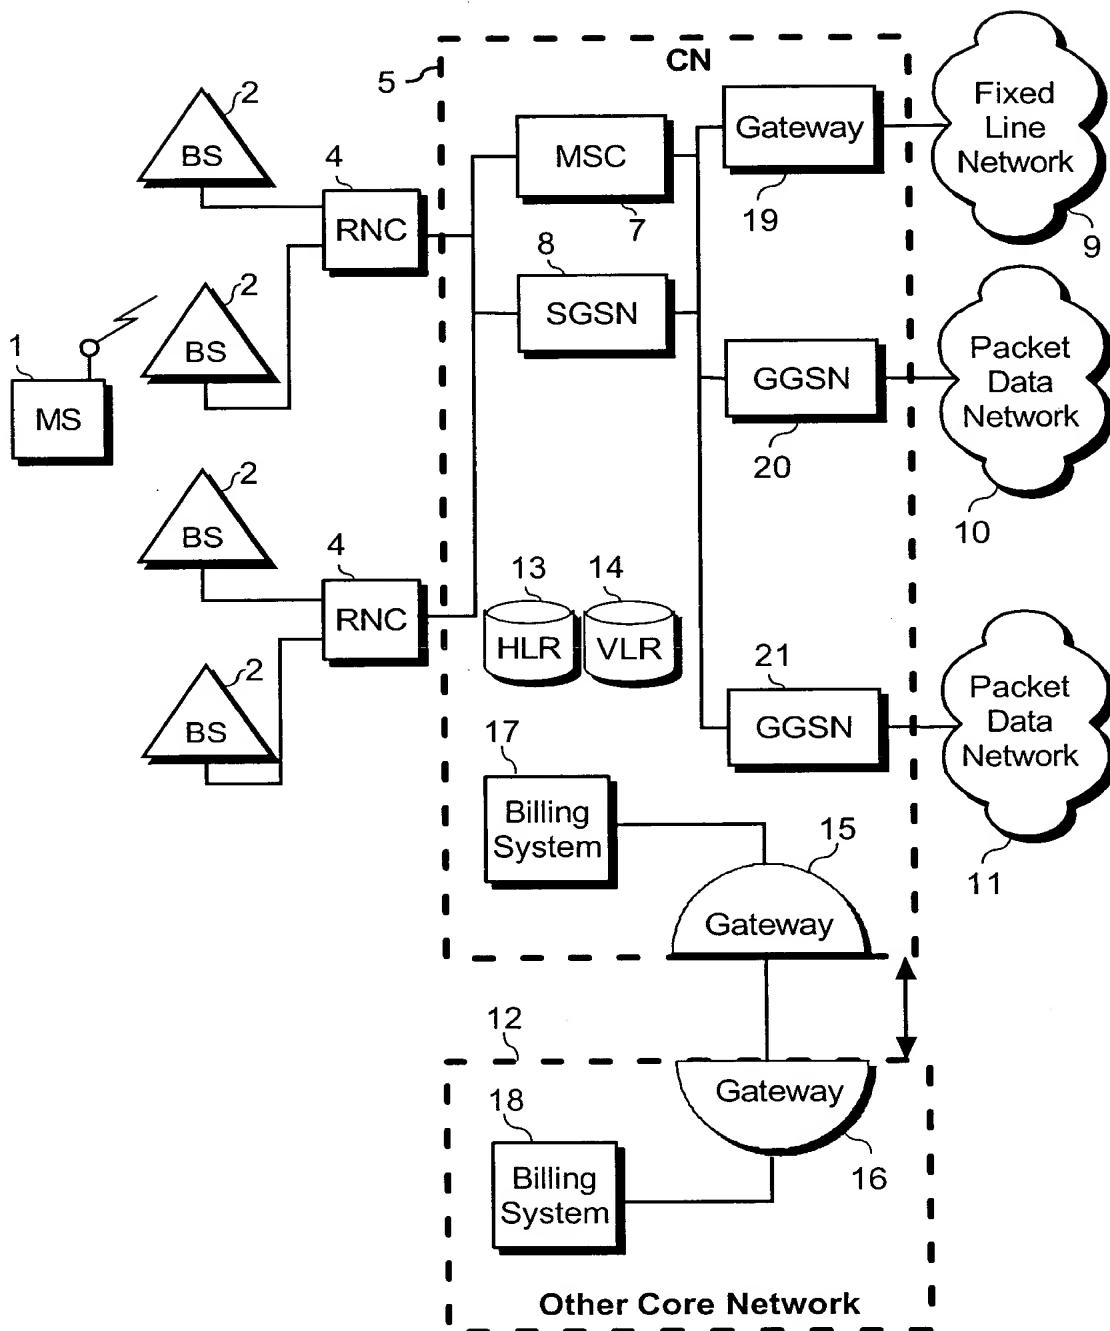 CN
5
2
BS
4
RNC
MSC
7
Gateway
19
Fixed
Line
Network
9
2
BS
8
SGSN
1
MS
GGSN
20
Packet
Data
Network
10
2
BS
4
RNC
13
HLR
14
VLR
2
BS
21
GGSN
Packet
Data
Network
11
17
Billing
System
15
Gateway
12
Gateway
16
18
Billing
System
Other Core Network